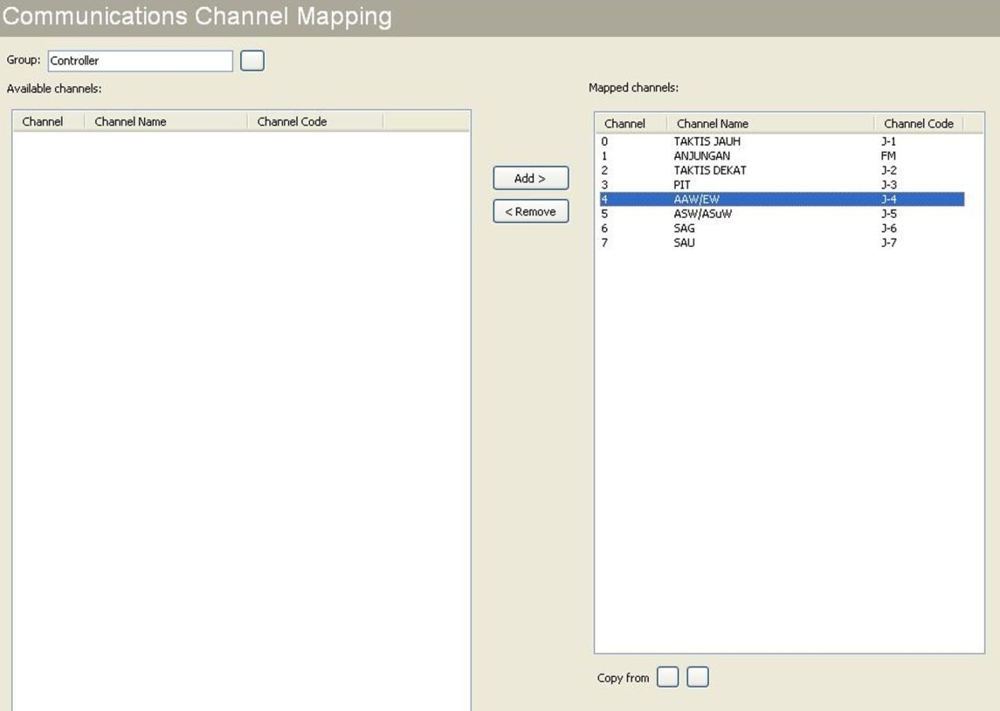 Communications Channel Mapping
Group: Controller
Available channels:
Mapped channels:
Channel Channel Name Channel Code
Channel Channel Name Channel Code
0 TAKTIS JAUH J-1
1 ANJUNGAN FM
2 TAKTIS DEKAT J-2
3 PIT J-3
4 AAW/EW J-4
5 ASW/ASuW J-5
6 SAG J-6
7 SAU J-7
Add >
< Remove
Copy from